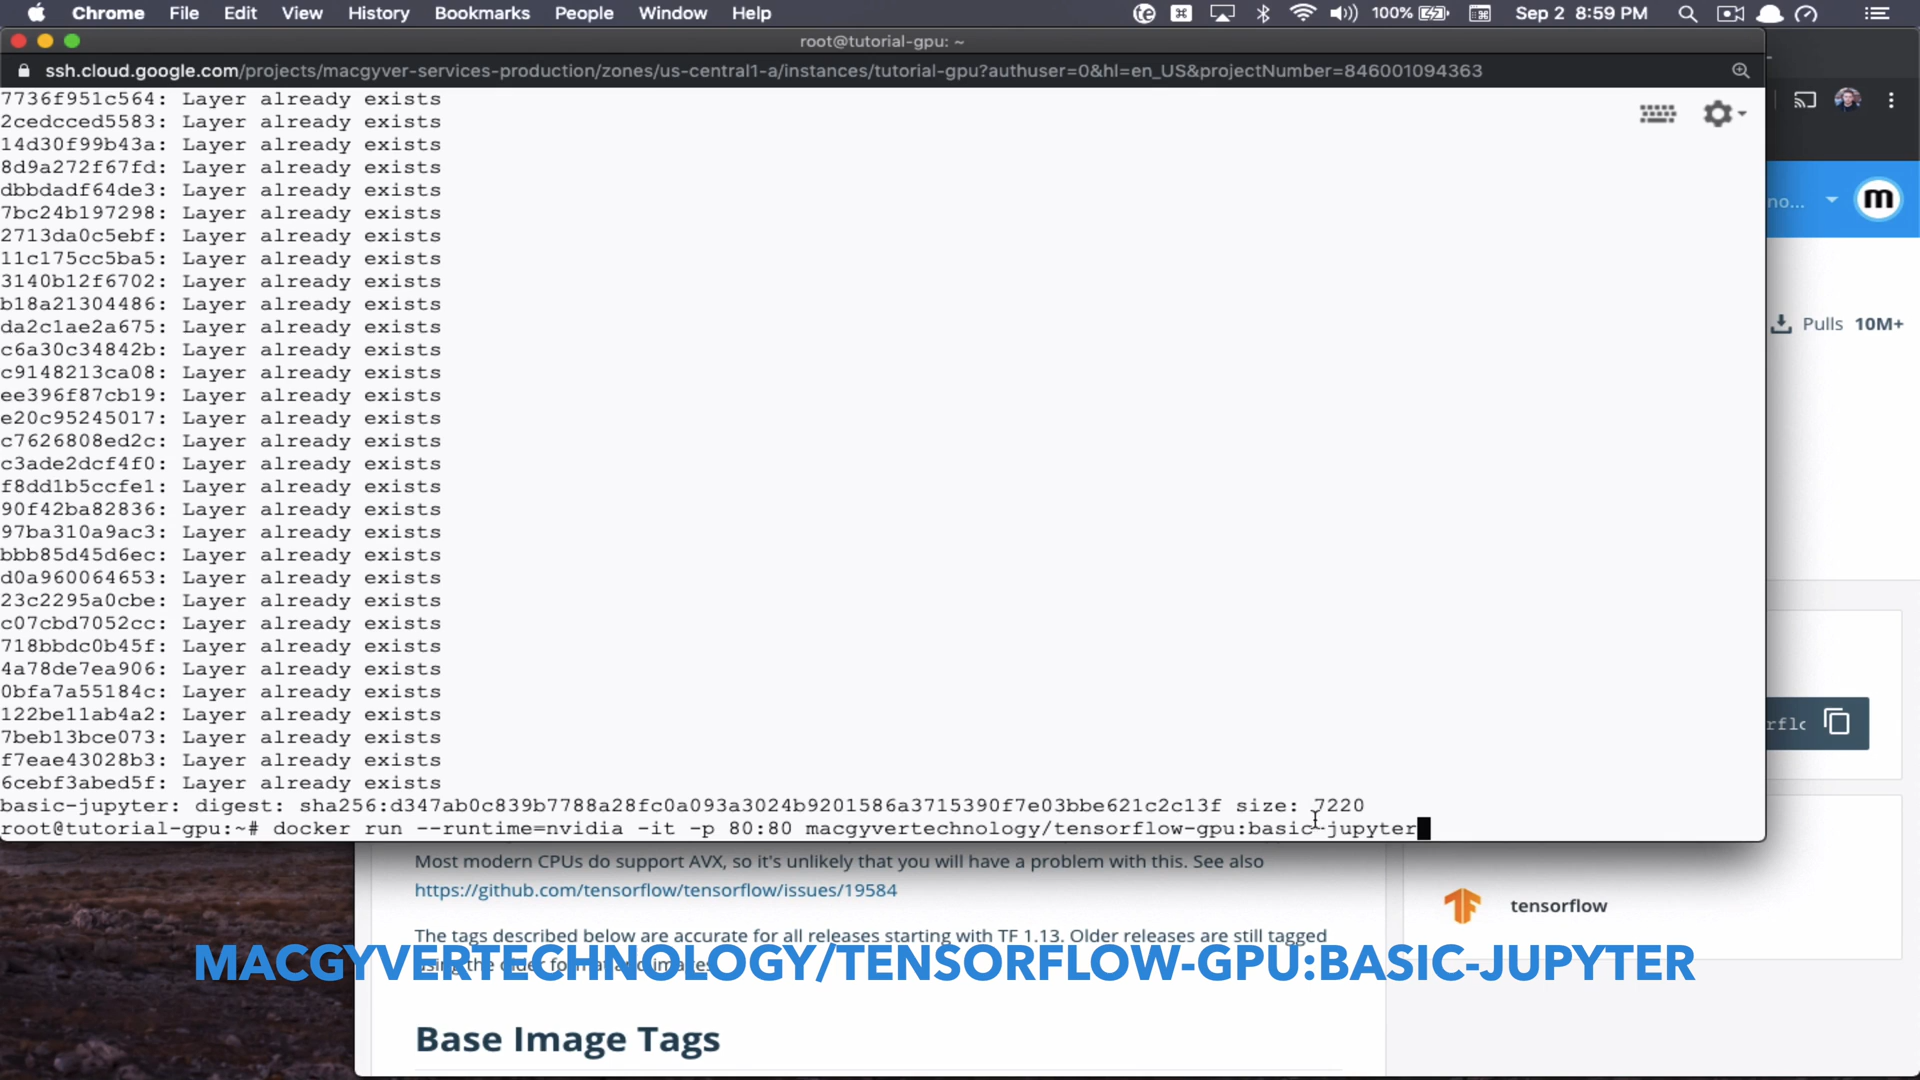 Chrome File Edit View History Bookmarks People Window Help
100% Sep 2 8:59 PM
root@tutorial-gpu: ~
ssh.cloud.google.com/projects/macgyver-services-production/zones/us-central1-a/instances/tutorial-gpu?authuser=0&hl=en_US&projectNumber=846001094363
7736f951c564: Layer already exists
2cedcced5583: Layer already exists
14d30f99b43a: Layer already exists
8d9a272f67fd: Layer already exists
dbbdadf64de3: Layer already exists
7bc24b197298: Layer already exists
no... m
2713da0c5ebf: Layer already exists
11c175cc5ba5: Layer already exists
3140b12f6702: Layer already exists
b18a21304486: Layer already exists
da2c1ae2a675: Layer already exists
Pulls 10M+
c6a30c34842b: Layer already exists
c9148213ca08: Layer already exists
ee396f87cb19: Layer already exists
e20c95245017: Layer already exists
c7626808ed2c: Layer already exists
c3ade2dcf4f0: Layer already exists
f8dd1b5ccfe1: Layer already exists
90f42ba82836: Layer already exists
97ba310a9ac3: Layer already exists
bbb85d45d6ec: Layer already exists
d0a960064653: Layer already exists
23c2295a0cbe: Layer already exists
c07cbd7052cc: Layer already exists
718bbdc0b45f: Layer already exists
4a78de7ea906: Layer already exists
0bfa7a55184c: Layer already exists
122be11ab4a2: Layer already exists
7beb13bce073: Layer already exists
f7eae43028b3: Layer already exists
6cebf3abed5f: Layer already exists
basic-jupyter: digest: sha256:d347ab0c839b7788a28fc0a093a3024b9201586a3715390f7e03bbe621c2c13f size: 7220
root@tutorial-gpu:~# docker run --runtime=nvidia -it -p 80:80 macgyvertechnology/tensorflow-gpu:basic-jupyter
Most modern CPUs do support AVX, so it's unlikely that you will have a problem with this. See also
https://github.com/tensorflow/tensorflow/issues/19584
tensorflow
The tags described below are accurate for all releases starting with TF 1.13. Older releases are still tagged
using the older format and image
MACGYVERTECHNOLOGY/TENSORFLOW-GPU:BASIC-JUPYTER
Base Image Tags